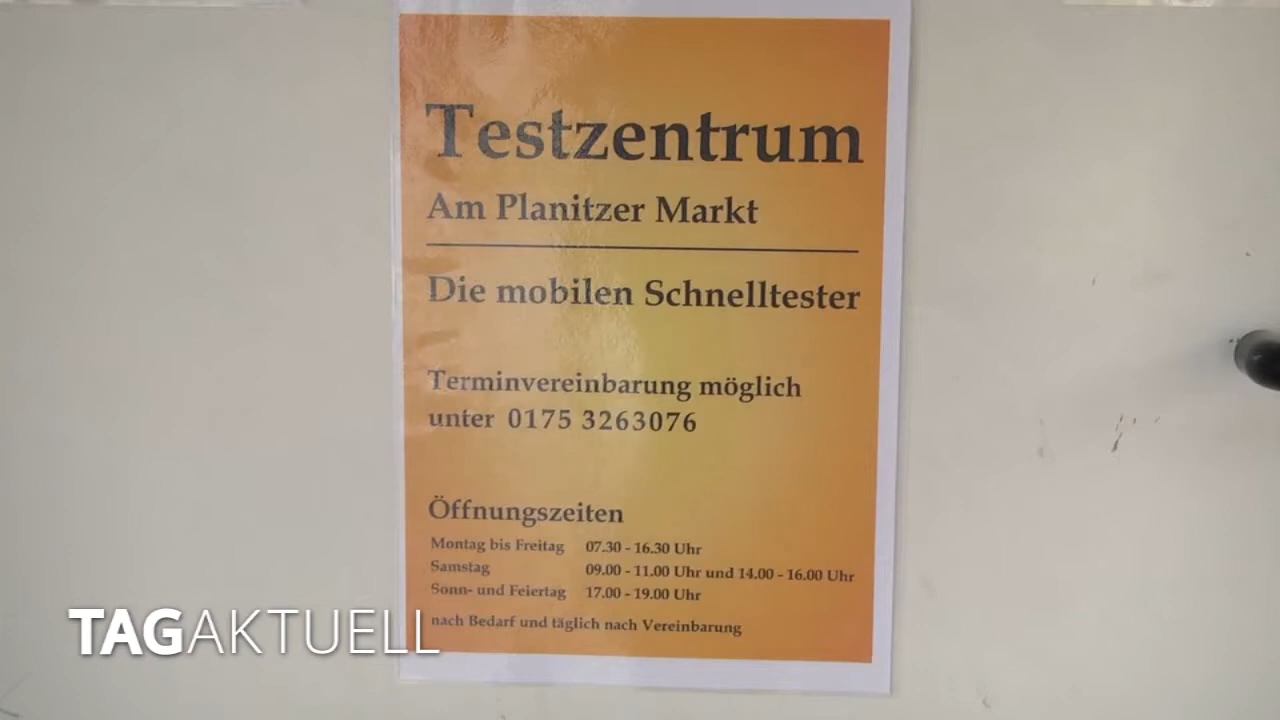 Testzentrum
Am Planitzer Markt
Die mobilen Schnelltester
Terminvereinbarung möglich
unter 0175 3263076
Öffnungszeiten
Montag bis Freitag 07.30 - 16.30 Uhr
Samstag 09.00 - 11.00 Uhr und 14.00 - 16.00 Uhr
Sonn- und Feiertag 17.00 - 19.00 Uhr
nach Bedarf und täglich nach Vereinbarung
TAGAKTUELL